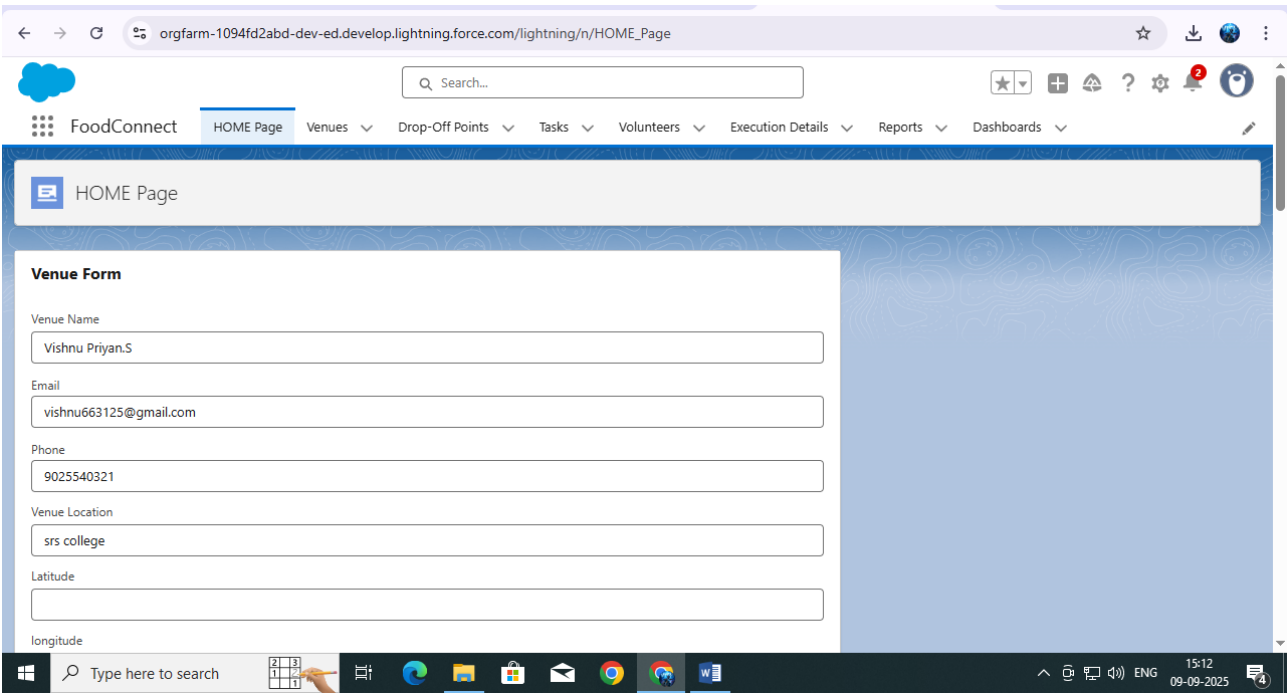 orgfarm-1094fd2abd-dev-ed.develop.lightning.force.com/lightning/n/HOME_Page
Search...
2
FoodConnect HOME Page Venues Drop-Off Points Tasks Volunteers Execution Details Reports Dashboards
HOME Page
Venue Form
Venue Name
Vishnu Priyan.S
Email
vishnu663125@gmail.com
Phone
9025540321
Venue Location
srs college
Latitude
longitude
Type here to search
ENG
15:12
09-09-2025
4